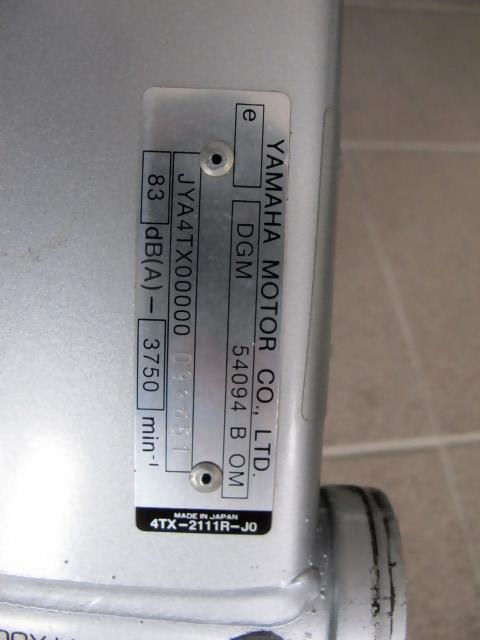 YAMAHA MOTOR CO., LTD.
e DGM 54094 B OM
JYA4TX00000
83 dB(A) - 3750 min-1
MADE IN JAPAN
4TX-2111R-J0